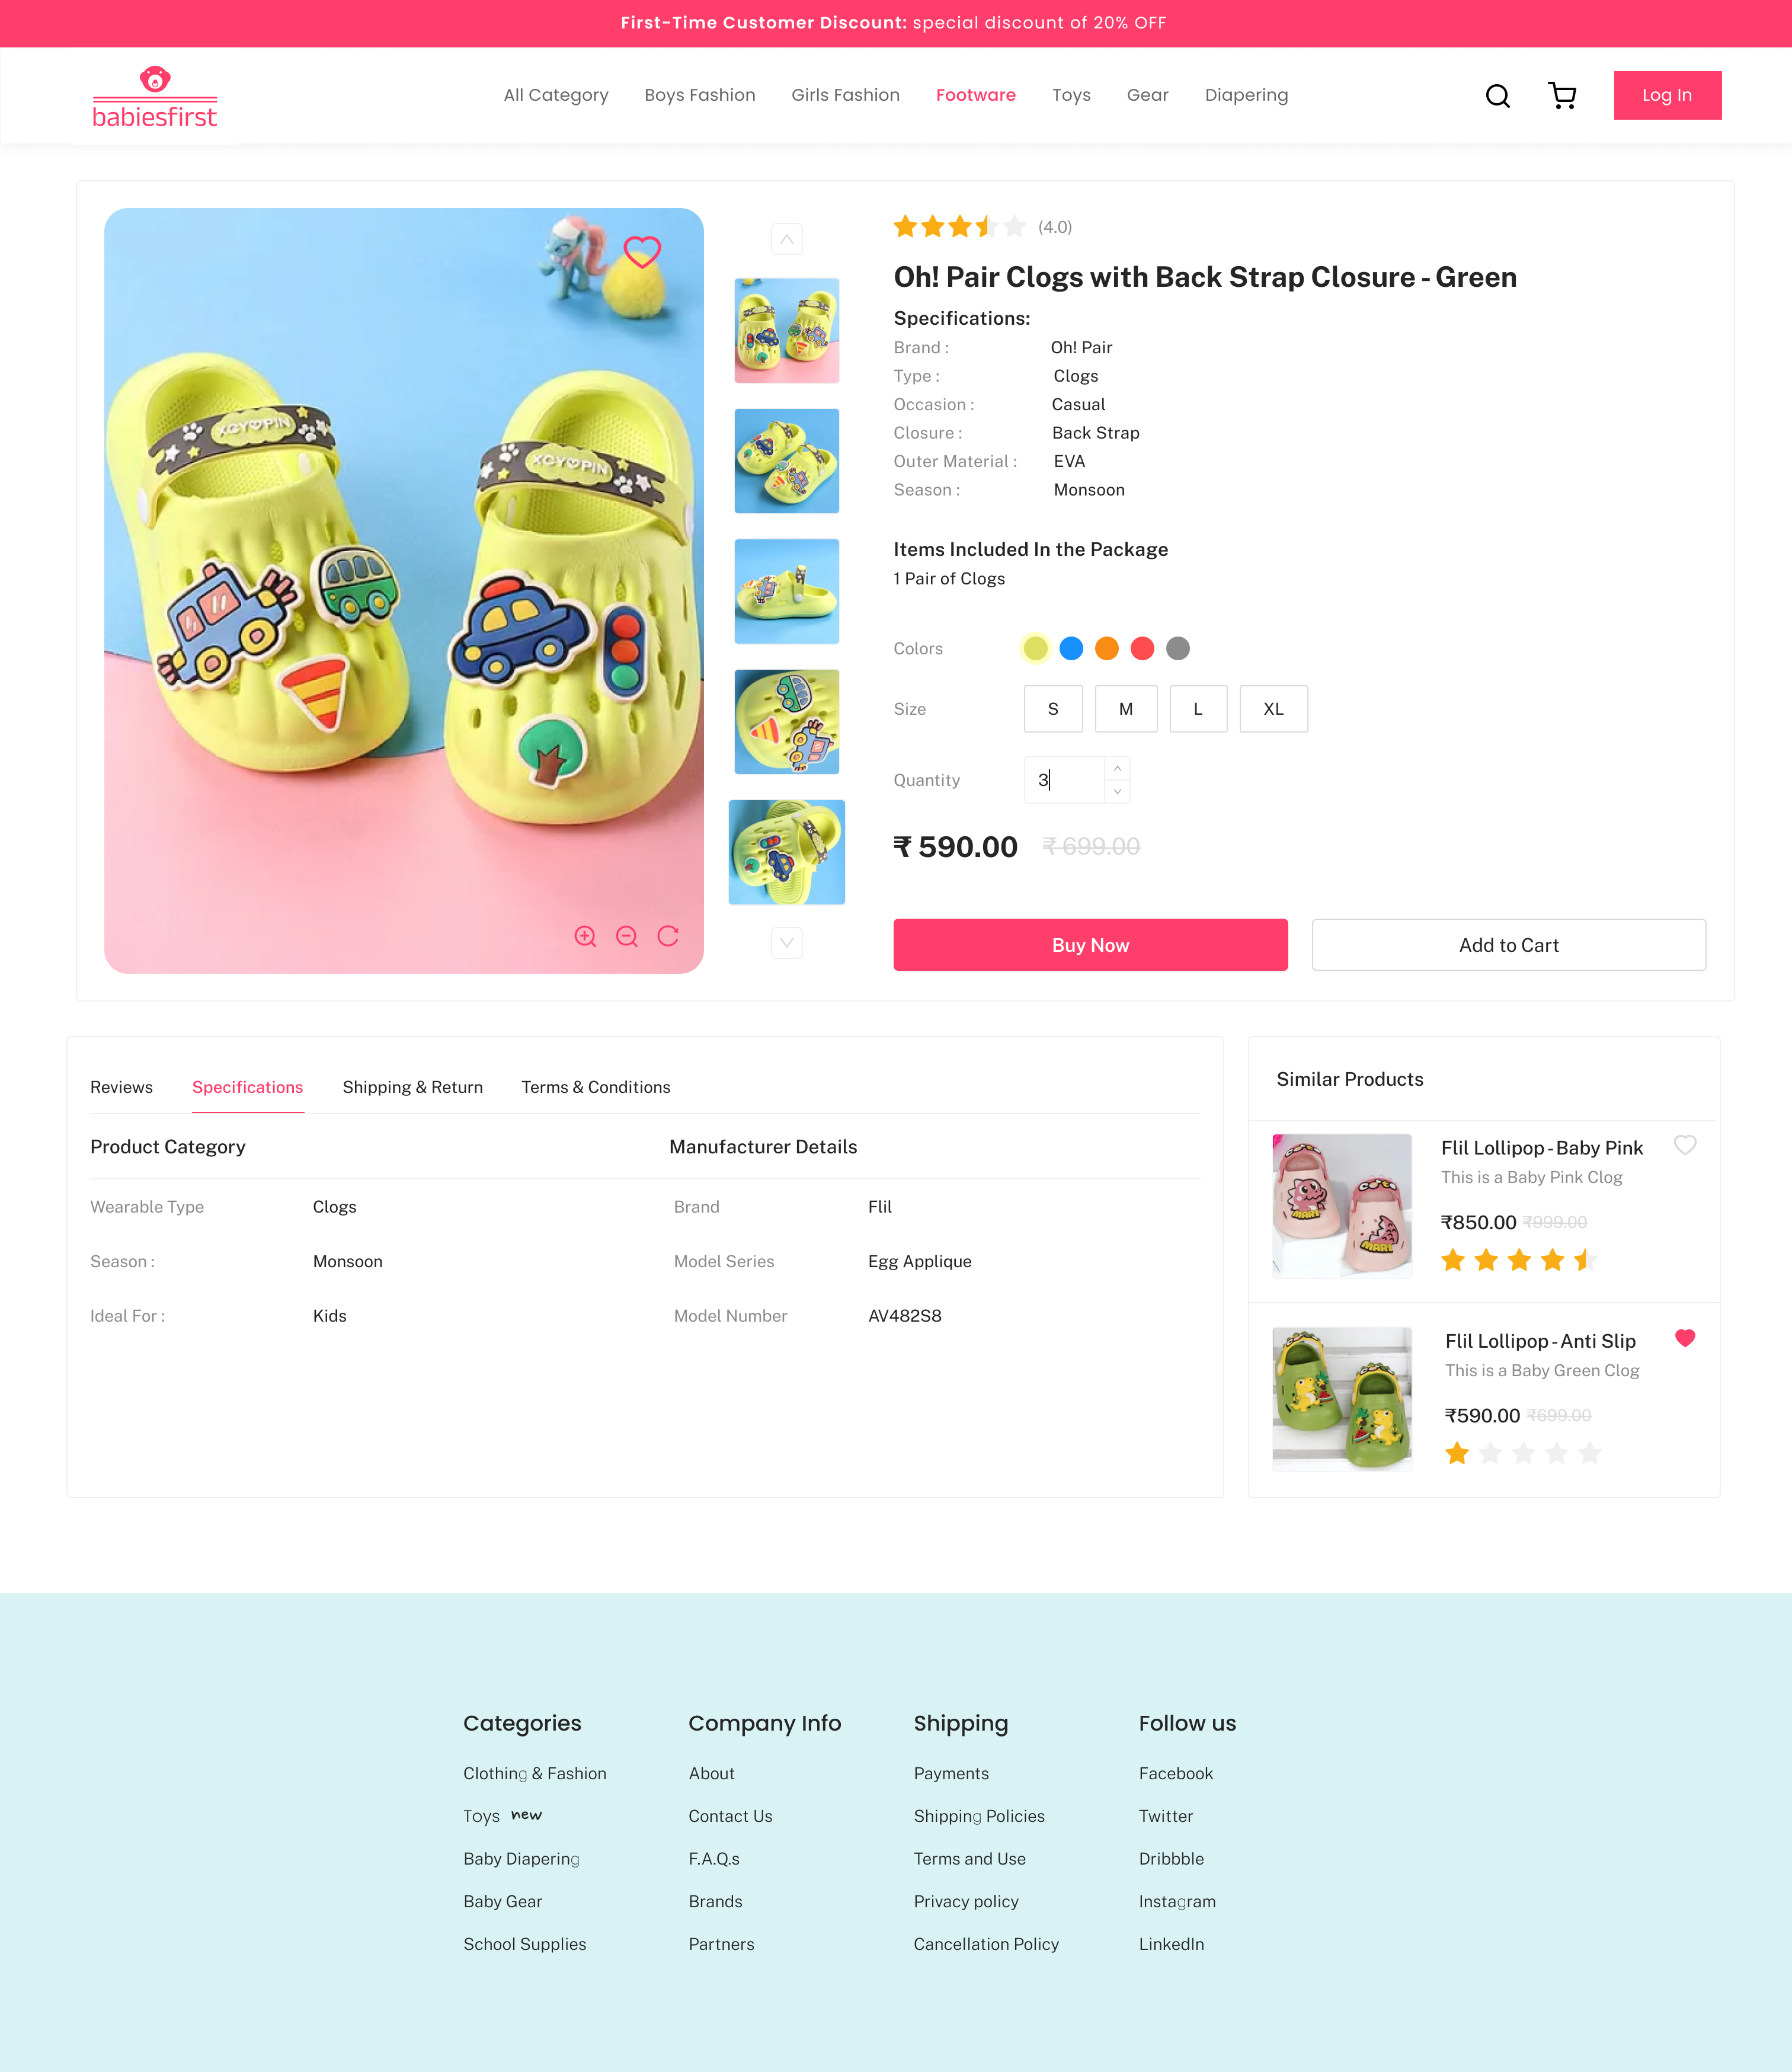 First-Time Customer Discount: special discount of 20% OFF
babiesfirst
All Category Boys Fashion Girls Fashion Footware Toys Gear Diapering
Log In
XGYOPIN
XGYOPIN
(4.0)
Oh! Pair Clogs with Back Strap Closure - Green
Specifications:
Brand : Oh! Pair
Type : Clogs
Occasion : Casual
Closure : Back Strap
Outer Material : EVA
Season : Monsoon
Items Included In the Package
1 Pair of Clogs
Colors
Size S M L XL
Quantity 3
₹ 590.00 ₹ 699.00
Buy Now Add to Cart
Reviews Specifications Shipping & Return Terms & Conditions
Product Category Manufacturer Details
Wearable Type Clogs Brand Flil
Season : Monsoon Model Series Egg Applique
Ideal For : Kids Model Number AV482S8
Similar Products
Flil Lollipop - Baby Pink
This is a Baby Pink Clog
₹850.00 ₹999.00
Flil Lollipop - Anti Slip
This is a Baby Green Clog
₹590.00 ₹699.00
Categories
Clothing & Fashion
Toys new
Baby Diapering
Baby Gear
School Supplies
Company Info
About
Contact Us
F.A.Q.s
Brands
Partners
Shipping
Payments
Shipping Policies
Terms and Use
Privacy policy
Cancellation Policy
Follow us
Facebook
Twitter
Dribbble
Instagram
LinkedIn